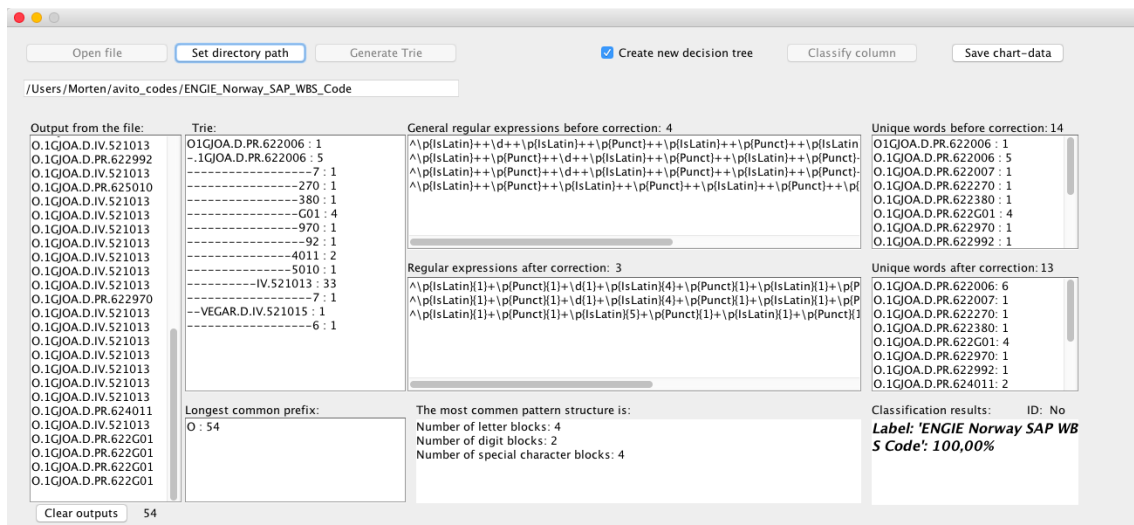 Open file
Set directory path
Generate Trie
Create new decision tree
Classify column
Save chart-data
/Users/Morten/avito_codes/ENGIE_Norway_SAP_WBS_Code
Output from the file:
O.1GJOA.D.IV.521013
O.1GJOA.D.PR.622992
O.1GJOA.D.IV.521013
O.1GJOA.D.PR.625010
O.1GJOA.D.IV.521013
O.1GJOA.D.IV.521013
O.1GJOA.D.IV.521013
O.1GJOA.D.IV.521013
O.1GJOA.D.IV.521013
O.1GJOA.D.IV.521013
O.1GJOA.D.IV.521013
O.1GJOA.D.PR.622970
O.1GJOA.D.IV.521013
O.1GJOA.D.IV.521013
O.1GJOA.D.IV.521013
O.1GJOA.D.IV.521013
O.1GJOA.D.IV.521013
O.1GJOA.D.IV.521013
O.1GJOA.D.IV.521013
O.1GJOA.D.PR.624011
O.1GJOA.D.IV.521013
O.1GJOA.D.PR.622G01
O.1GJOA.D.PR.622G01
O.1GJOA.D.PR.622G01
O.1GJOA.D.PR.622G01
Trie:
O1GJOA.D.PR.622006 : 1
-.1GJOA.D.PR.622006 : 5
------------------7 : 1
----------------270 : 1
----------------380 : 1
----------------G01 : 4
----------------970 : 1
-----------------92 : 1
---------------4011 : 2
---------------5010 : 1
----------IV.521013 : 33
------------------7 : 1
--VEGAR.D.IV.521015 : 1
------------------6 : 1
General regular expressions before correction: 4
^\p{IsLatin}++\d++\p{IsLatin}++\p{Punct}++\p{IsLatin}++\p{Punct}++\p{IsLatin
^\p{IsLatin}++\p{Punct}++\d++\p{IsLatin}++\p{Punct}++\p{IsLatin}++\p{Punct}-
^\p{IsLatin}++\p{Punct}++\d++\p{IsLatin}++\p{Punct}++\p{IsLatin}++\p{Punct}-
^\p{IsLatin}++\p{Punct}++\p{IsLatin}++\p{Punct}++\p{IsLatin}++\p{Punct}++\p{
Unique words before correction: 14
O1GJOA.D.PR.622006 : 1
O.1GJOA.D.PR.622006 : 5
O.1GJOA.D.PR.622007 : 1
O.1GJOA.D.PR.622270 : 1
O.1GJOA.D.PR.622380 : 1
O.1GJOA.D.PR.622G01 : 4
O.1GJOA.D.PR.622970 : 1
O.1GJOA.D.PR.622992 : 1
Regular expressions after correction: 3
^\p{IsLatin}{1}+\p{Punct}{1}+\d{1}+\p{IsLatin}{4}+\p{Punct}{1}+\p{IsLatin}{1}+\p{P
^\p{IsLatin}{1}+\p{Punct}{1}+\d{1}+\p{IsLatin}{4}+\p{Punct}{1}+\p{IsLatin}{1}+\p{P
^\p{IsLatin}{1}+\p{Punct}{1}+\p{IsLatin}{5}+\p{Punct}{1}+\p{IsLatin}{1}+\p{Punct}{1
Unique words after correction: 13
O.1GJOA.D.PR.622006: 6
O.1GJOA.D.PR.622007: 1
O.1GJOA.D.PR.622270: 1
O.1GJOA.D.PR.622380: 1
O.1GJOA.D.PR.622G01: 4
O.1GJOA.D.PR.622970: 1
O.1GJOA.D.PR.622992: 1
O.1GJOA.D.PR.624011: 2
Longest common prefix:
O : 54
The most commen pattern structure is:
Number of letter blocks: 4
Number of digit blocks: 2
Number of special character blocks: 4
Classification results: ID: No
Label: 'ENGIE Norway SAP WB
S Code': 100,00%
Clear outputs 54